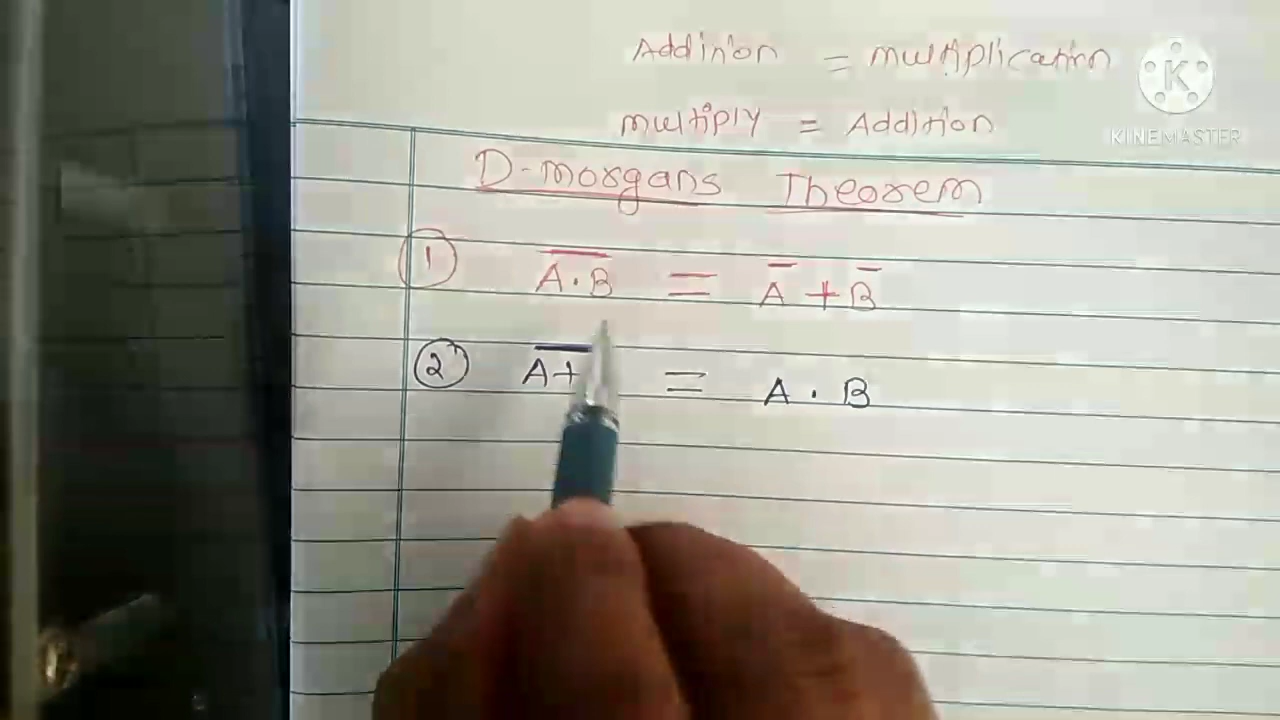 Addition = multiplication
multiply = Addition
KINEMASTER
D-morgans Theorem
1 A̅·̅B̅ = A̅ + B̅
2 A̅+̅ = A · B